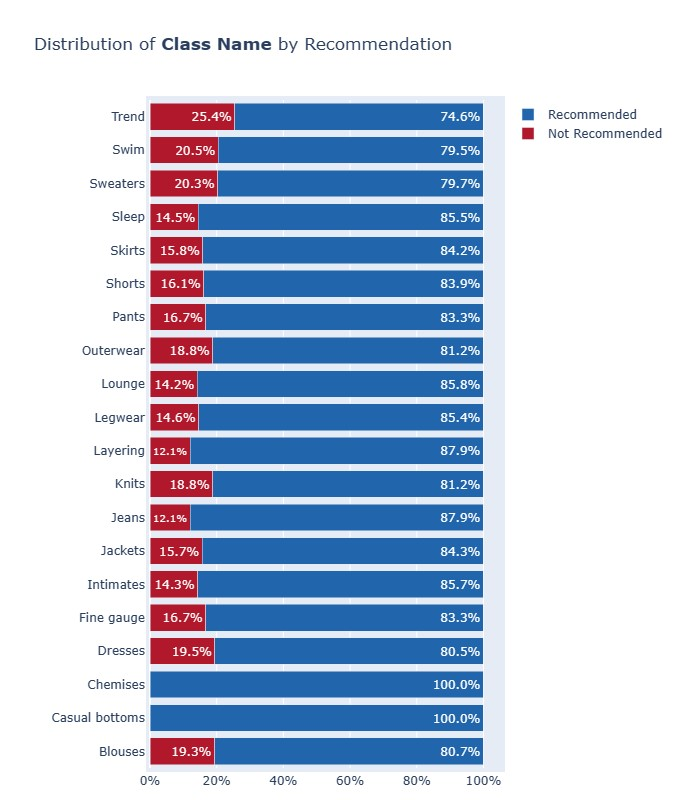 Distribution of Class Name by Recommendation
Recommended
Not Recommended
Trend 25.4% 74.6%
Swim 20.5% 79.5%
Sweaters 20.3% 79.7%
Sleep 14.5% 85.5%
Skirts 15.8% 84.2%
Shorts 16.1% 83.9%
Pants 16.7% 83.3%
Outerwear 18.8% 81.2%
Lounge 14.2% 85.8%
Legwear 14.6% 85.4%
Layering 12.1% 87.9%
Knits 18.8% 81.2%
Jeans 12.1% 87.9%
Jackets 15.7% 84.3%
Intimates 14.3% 85.7%
Fine gauge 16.7% 83.3%
Dresses 19.5% 80.5%
Chemises 100.0%
Casual bottoms 100.0%
Blouses 19.3% 80.7%
0% 20% 40% 60% 80% 100%